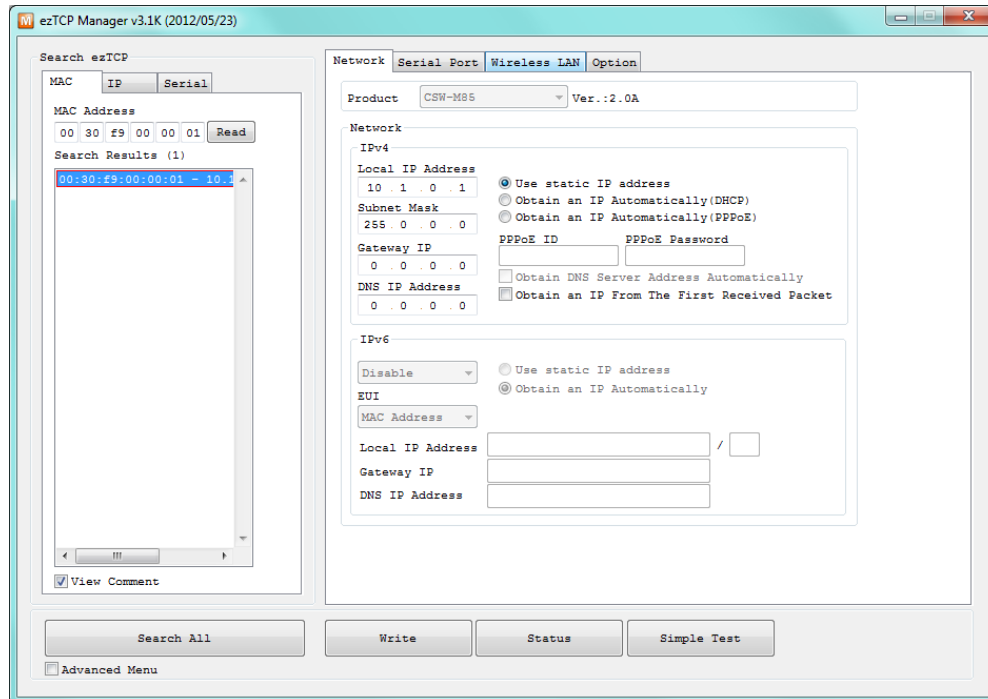 ezTCP Manager v3.1K (2012/05/23)
Search ezTCP
MAC IP Serial
MAC Address
00 30 f9 00 00 01 Read
Search Results (1)
00:30:f9:00:00:01 - 10.1
View Comment
Network Serial Port Wireless LAN Option
Product CSW-M85 Ver.:2.0A
Network
IPv4
Local IP Address
10 . 1 . 0 . 1
Subnet Mask
255 . 0 . 0 . 0
Gateway IP
0 . 0 . 0 . 0
DNS IP Address
0 . 0 . 0 . 0
Use static IP address
Obtain an IP Automatically(DHCP)
Obtain an IP Automatically(PPPoE)
PPPoE ID PPPoE Password
Obtain DNS Server Address Automatically
Obtain an IP From The First Received Packet
IPv6
Disable
EUI
MAC Address
Use static IP address
Obtain an IP Automatically
Local IP Address /
Gateway IP
DNS IP Address
Search All Write Status Simple Test
Advanced Menu